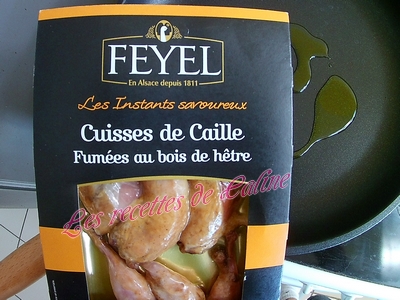 FEYEL
En Alsace depuis 1811
Les Instants savoureux
Cuisses de Caille
Fumées au bois de hêtre
Les recettes de Caline